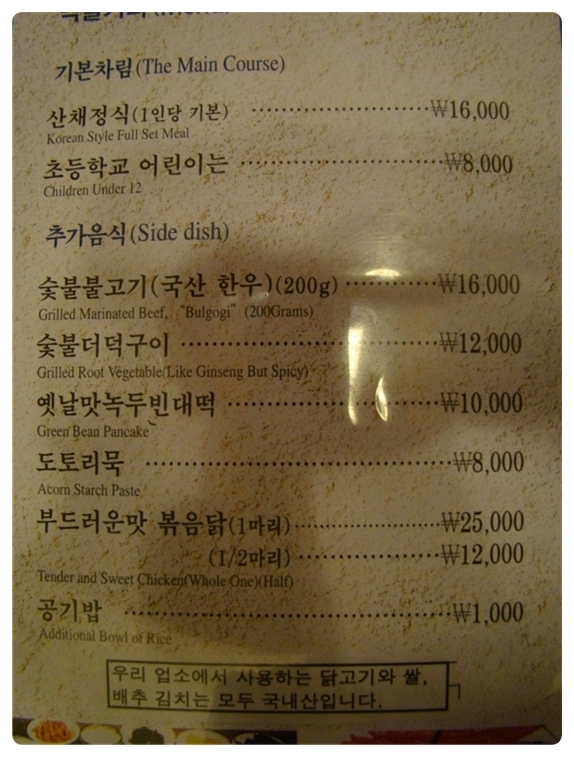 기본차림(The Main Course)
산채정식(1인당 기본) ₩16,000
Korean Style Full Set Meal
초등학교 어린이는 ₩8,000
Children Under 12
추가음식(Side dish)
숯불불고기(국산 한우)(200g) ₩16,000
Grilled Marinated Beef, "Bulgogi" (200Grams)
숯불더덕구이 ₩12,000
Grilled Root Vegetable(Like Ginseng But Spicy)
옛날맛녹두빈대떡 ₩10,000
Green Bean Pancake
도토리묵 ₩8,000
Acorn Starch Paste
부드러운맛 볶음닭(1마리) ₩25,000
(1/2마리) ₩12,000
Tender and Sweet Chicken(Whole One)(Half)
공기밥 ₩1,000
Additional Bowl of Rice
우리 업소에서 사용하는 닭고기와 쌀,
배추 김치는 모두 국내산입니다.